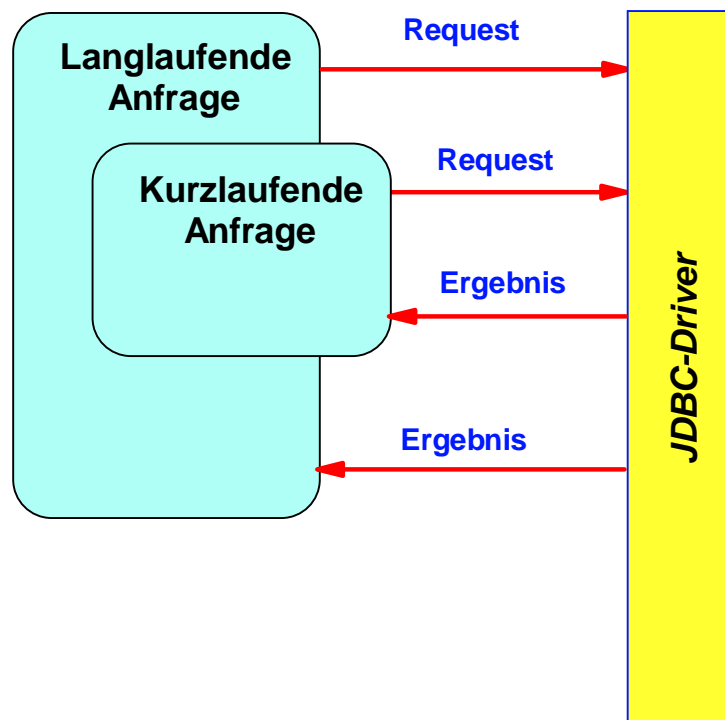 Langlaufende
Anfrage
Request
Kurzlaufende
Anfrage
Request
Ergebnis
Ergebnis
JDBC-Driver